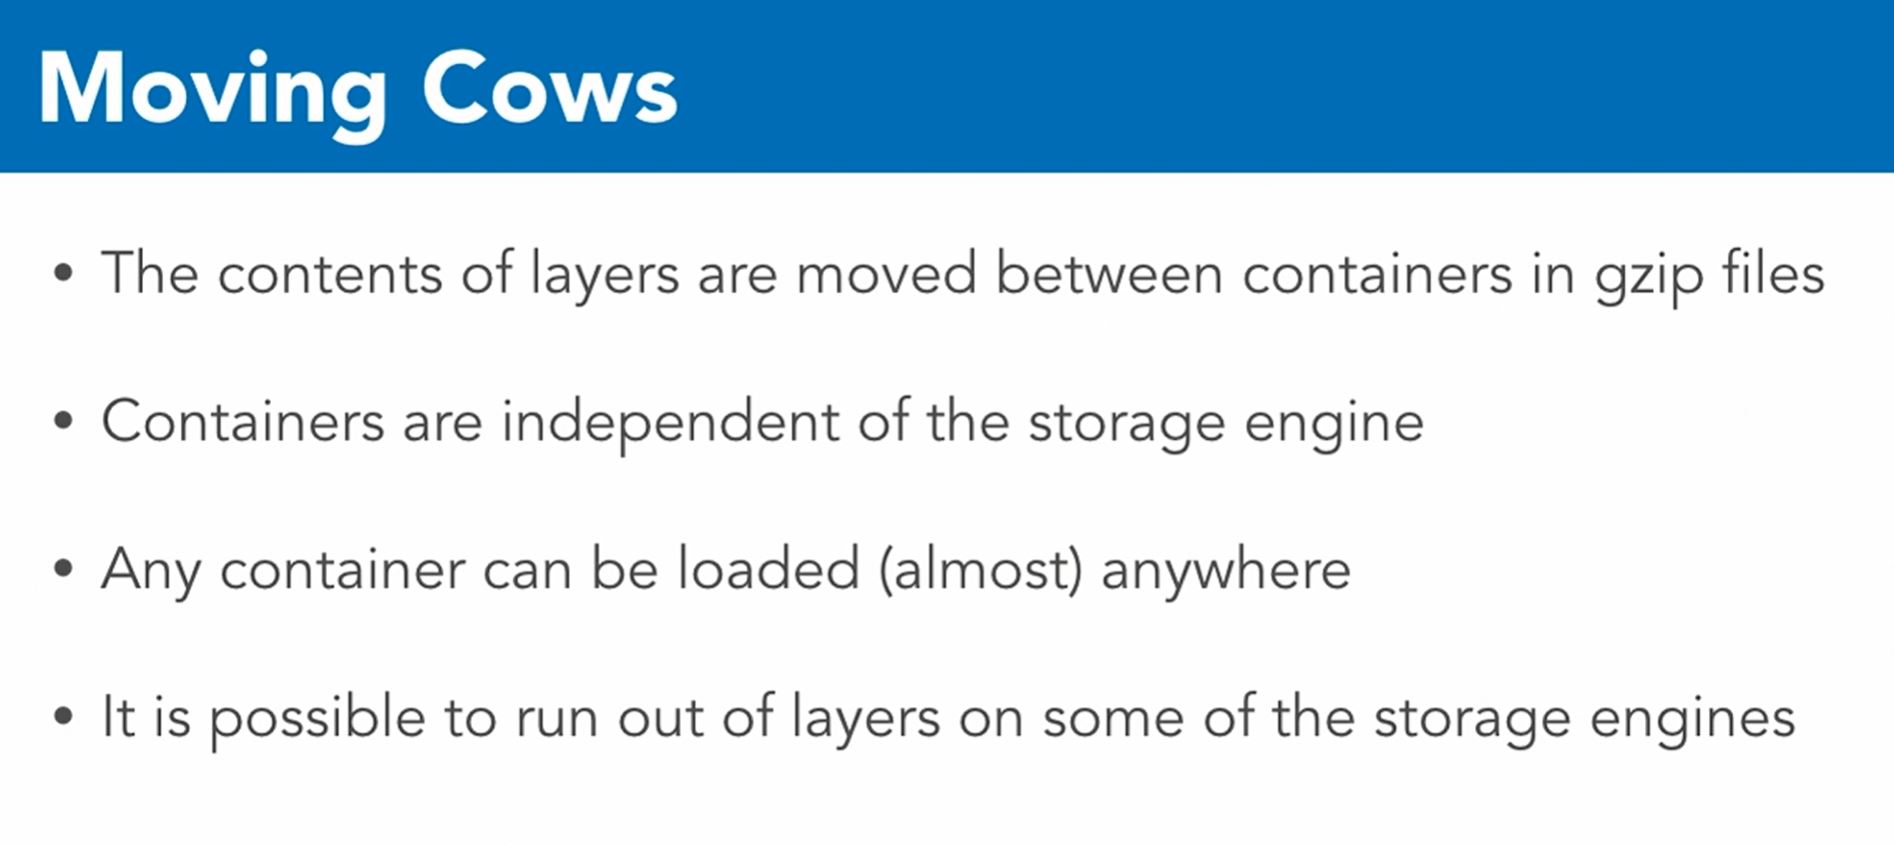 Moving Cows
• The contents of layers are moved between containers in gzip files
• Containers are independent of the storage engine
• Any container can be loaded (almost) anywhere
• It is possible to run out of layers on some of the storage engines